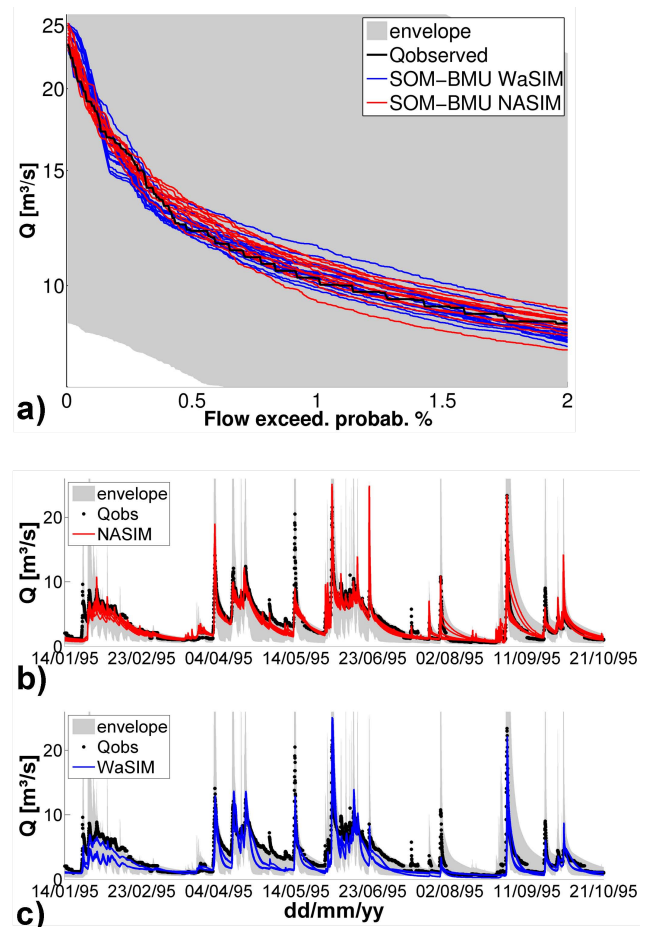 25
20
15
10
Q [m³/s]
envelope
Qobserved
SOM-BMU WaSIM
SOM-BMU NASIM
0 0.5 1 1.5 2
Flow exceed. probab. %
a)
20
10
0
Q [m³/s]
envelope
Qobs
NASIM
14/01/95 23/02/95 04/04/95 14/05/95 23/06/95 02/08/95 11/09/95 21/10/95
b)
20
10
0
Q [m³/s]
envelope
Qobs
WaSIM
14/01/95 23/02/95 04/04/95 14/05/95 23/06/95 02/08/95 11/09/95 21/10/95
dd/mm/yy
c)